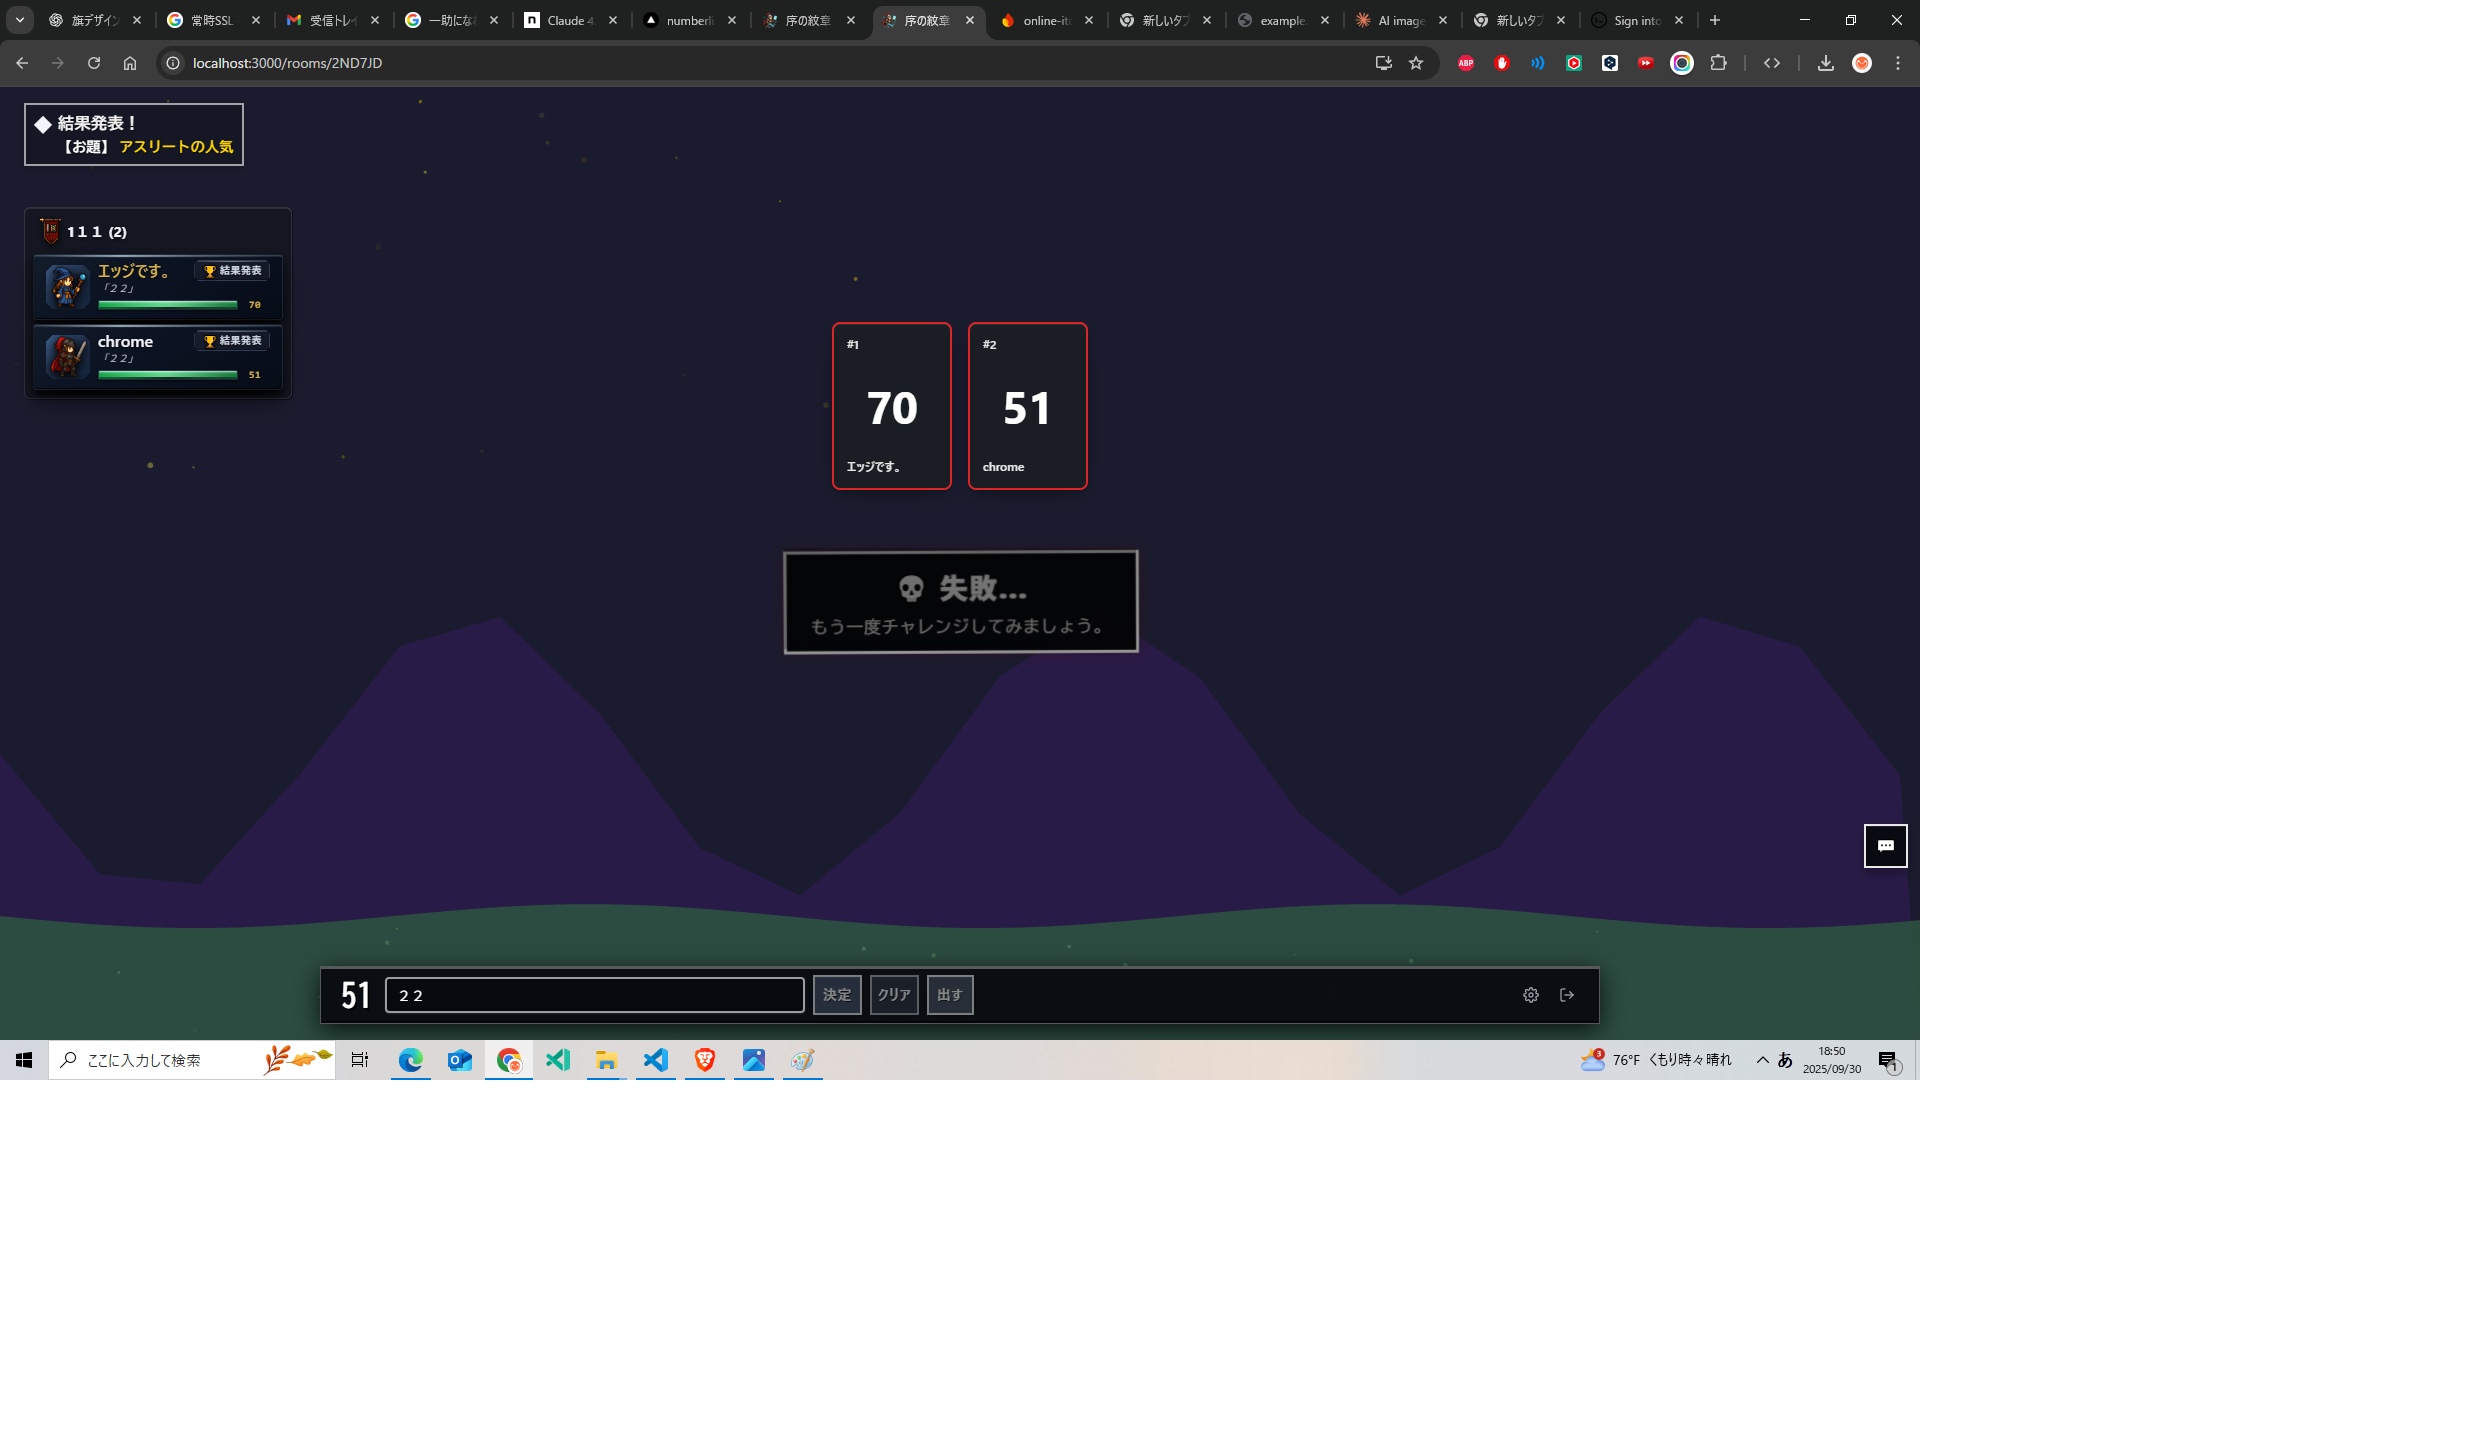 旗デザイン
常時SSL
受信トレイ
一助になれ
Claude 4.
numberli
序の紋章
序の紋章
online-ito
新しいタブ
example.
AI image
新しいタブ
Sign into
localhost:3000/rooms/2ND7JD
ABP
◆ 結果発表！
【お題】 アスリートの人気
１１１ (2)
エッジです。
結果発表
「２２」
70
chrome
結果発表
「２２」
51
#1
70
エッジです。
#2
51
chrome
失敗...
もう一度チャレンジしてみましょう。
51
２２
決定
クリア
出す
ここに入力して検索
3
76°F くもり時々晴れ
あ
18:50
2025/09/30
1